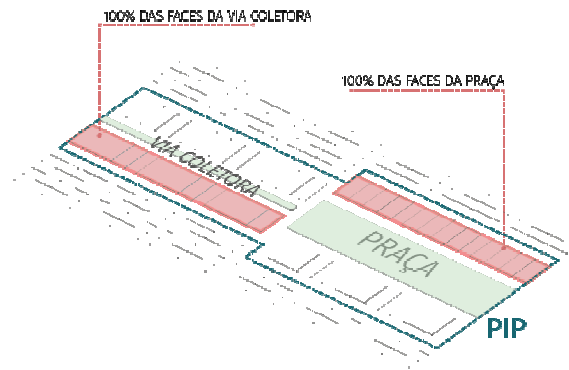 100% DAS FACES DA VIA COLETORA
100% DAS FACES DA PRAÇA
VIA COLETORA
PRAÇA
PIP